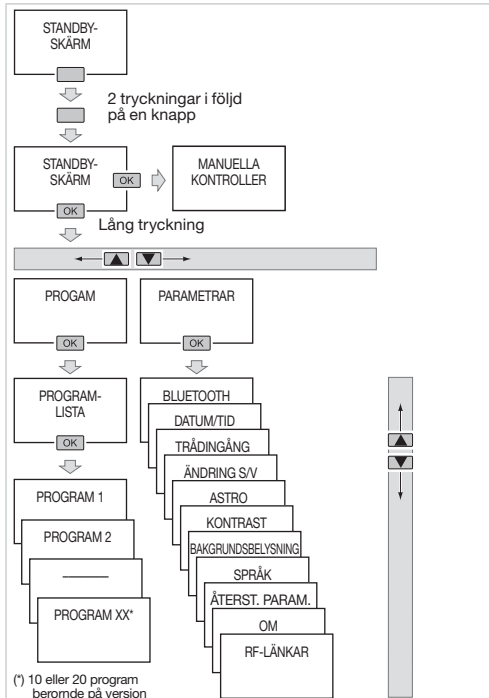 STANDBY-
SKÄRM
2 tryckningar i följd
på en knapp
STANDBY-
SKÄRM
OK
MANUELLA
KONTROLLER
OK
Lång tryckning
PROGAM
OK
PARAMETRAR
OK
PROGRAM-
LISTA
OK
PROGRAM 1
PROGRAM 2
PROGRAM XX*
BLUETOOTH
DATUM/TID
TRÅDINGÅNG
ÄNDRING S/V
ASTRO
KONTRAST
BAKGRUNDSBELYSNING
SPRÅK
ÅTERST. PARAM.
OM
RF-LÄNKAR
(*) 10 eller 20 program
berornde på version